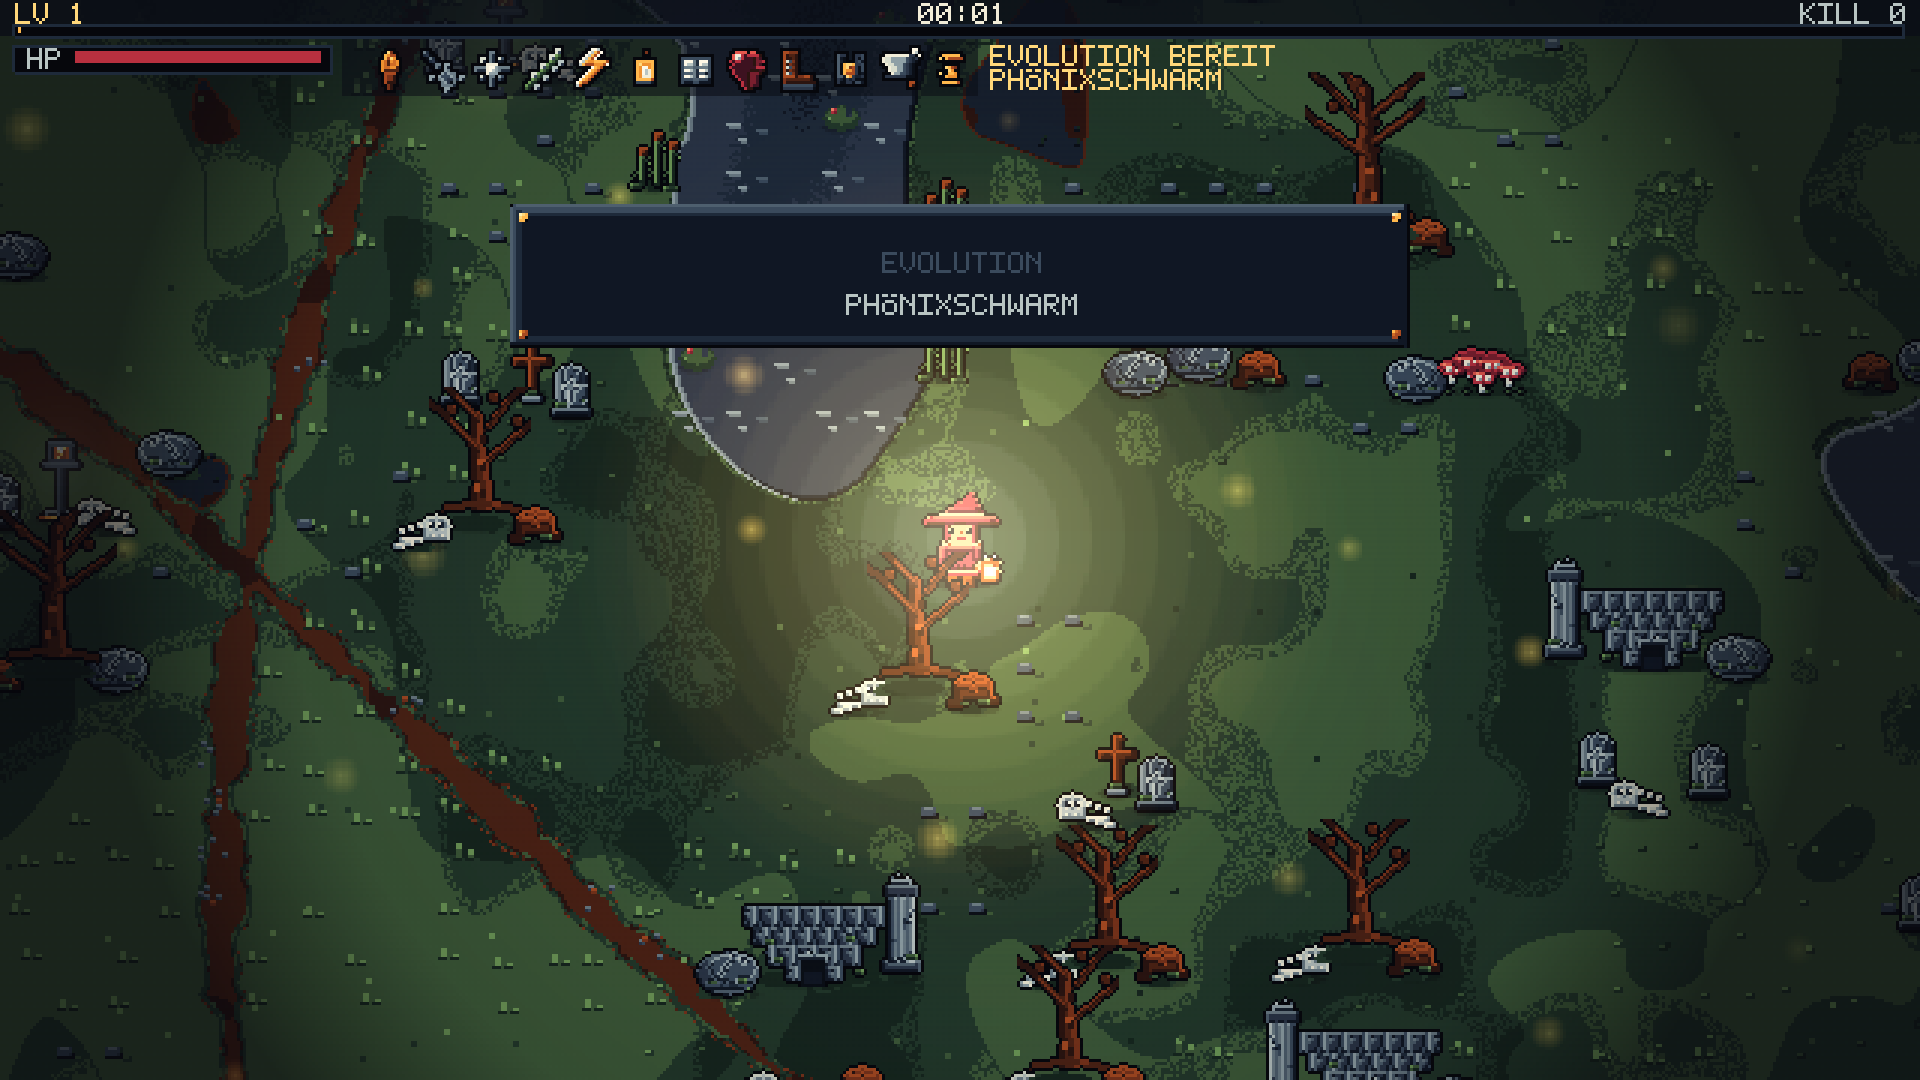 LV 1
00:01
KILL 0
HP
EVOLUTION BEREIT
PHöNIXSCHWARM
EVOLUTION
PHöNIXSCHWARM